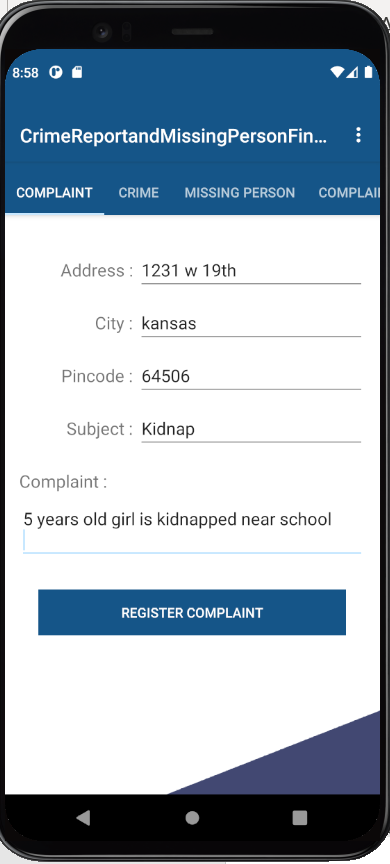 8:58
CrimeReportandMissingPersonFin...
COMPLAINT CRIME MISSING PERSON COMPLAI
Address : 1231 w 19th
City : kansas
Pincode : 64506
Subject : Kidnap
Complaint :
5 years old girl is kidnapped near school
REGISTER COMPLAINT